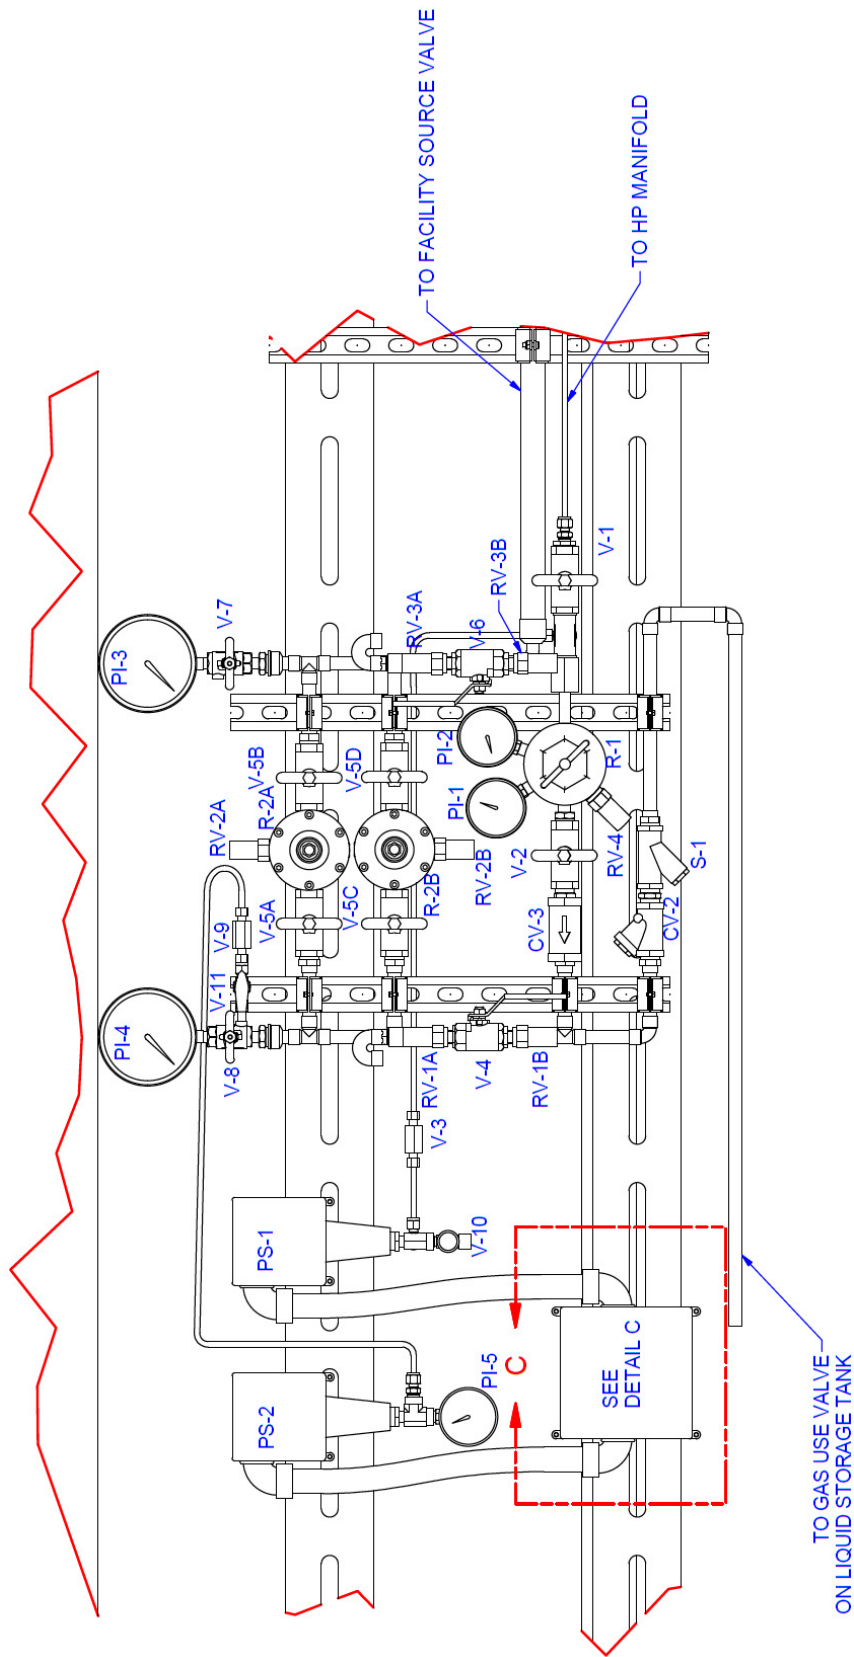 TO FACILITY SOURCE VALVE
TO HP MANIFOLD
PI-3
V-7
RV-3A
V-6
RV-3B
V-1
V-5B
V-5D
PI-2
R-1
RV-2A
R-2A
PI-1
RV-2B
V-2
RV-4
S-1
V-9
V-5A
V-5C
R-2B
CV-3
CV-2
V-11
PI-4
V-8
RV-1A
V-4
RV-1B
V-3
PS-1
V-10
PS-2
PI-5
C
SEE
DETAIL C
TO GAS USE VALVE
ON LIQUID STORAGE TANK